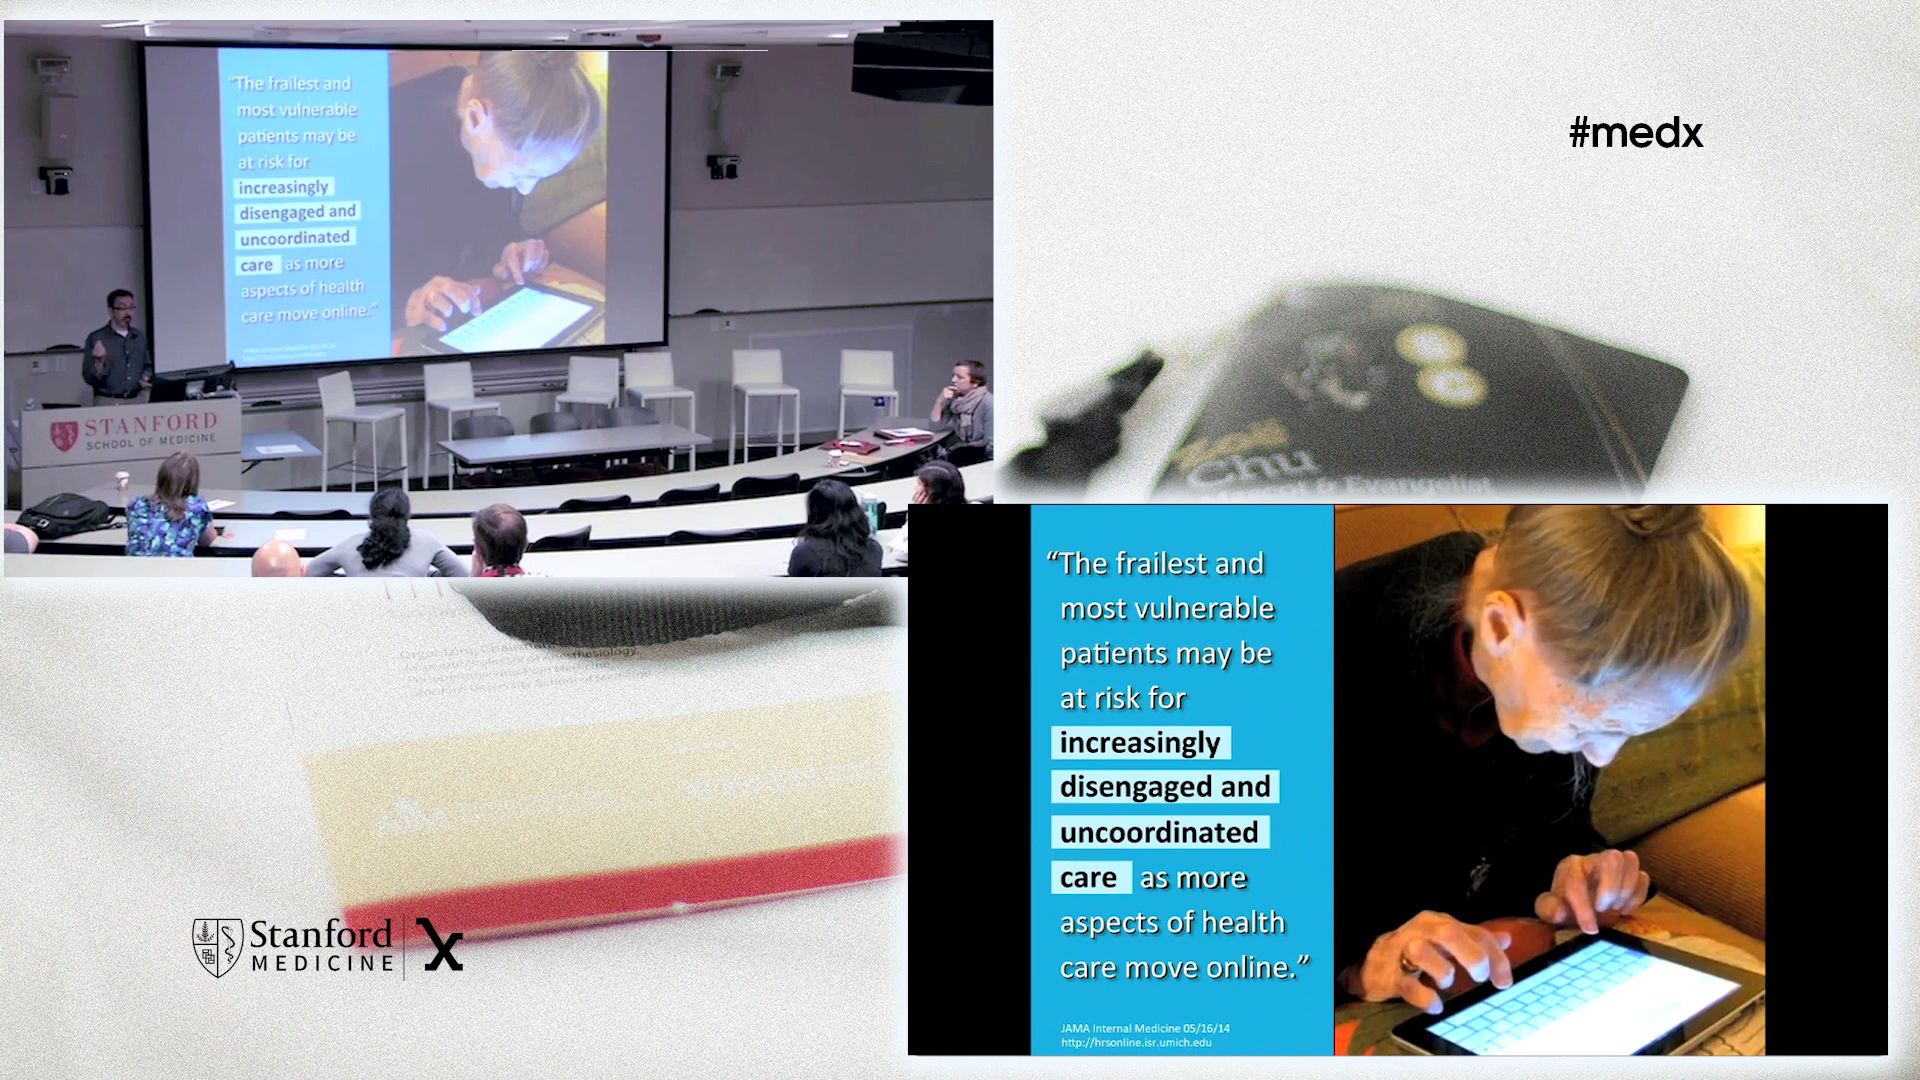 “The frailest and
most vulnerable
patients may be
at risk for
increasingly
disengaged and
uncoordinated
care as more
aspects of health
care move online.”
STANFORD
SCHOOL OF MEDICINE
#medx
Chu
“The frailest and
most vulnerable
patients may be
at risk for
increasingly
disengaged and
uncoordinated
care as more
aspects of health
care move online.”
JAMA Internal Medicine 05/16/14
http://hrsonline.isr.umich.edu
Stanford
MEDICINE
X